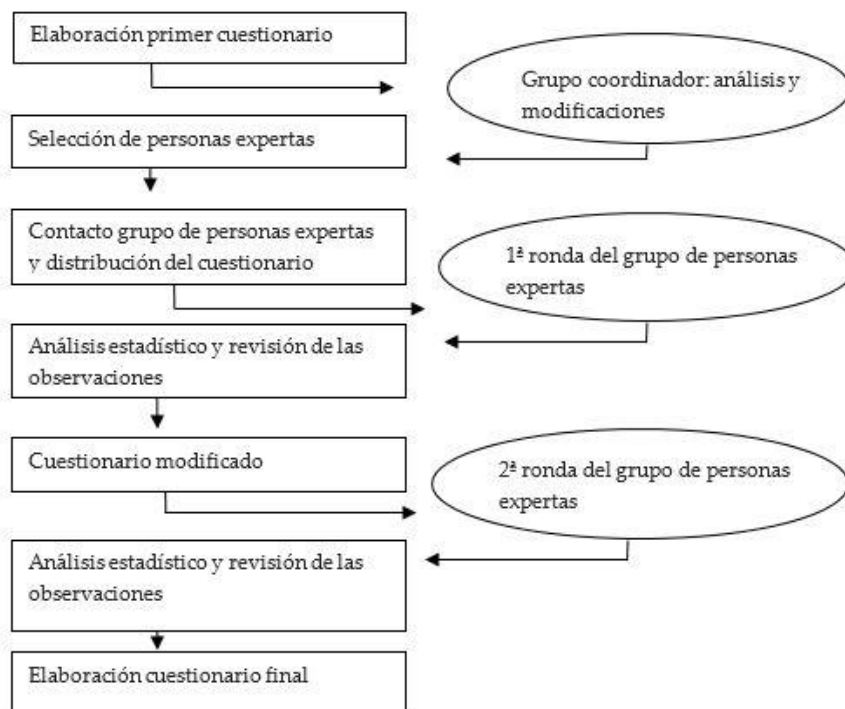 Elaboración primer cuestionario
Grupo coordinador: análisis y
modificaciones
Selección de personas expertas
Contacto grupo de personas expertas
y distribución del cuestionario
1ª ronda del grupo de personas
expertas
Análisis estadístico y revisión de las
observaciones
Cuestionario modificado
2ª ronda del grupo de personas
expertas
Análisis estadístico y revisión de las
observaciones
Elaboración cuestionario final